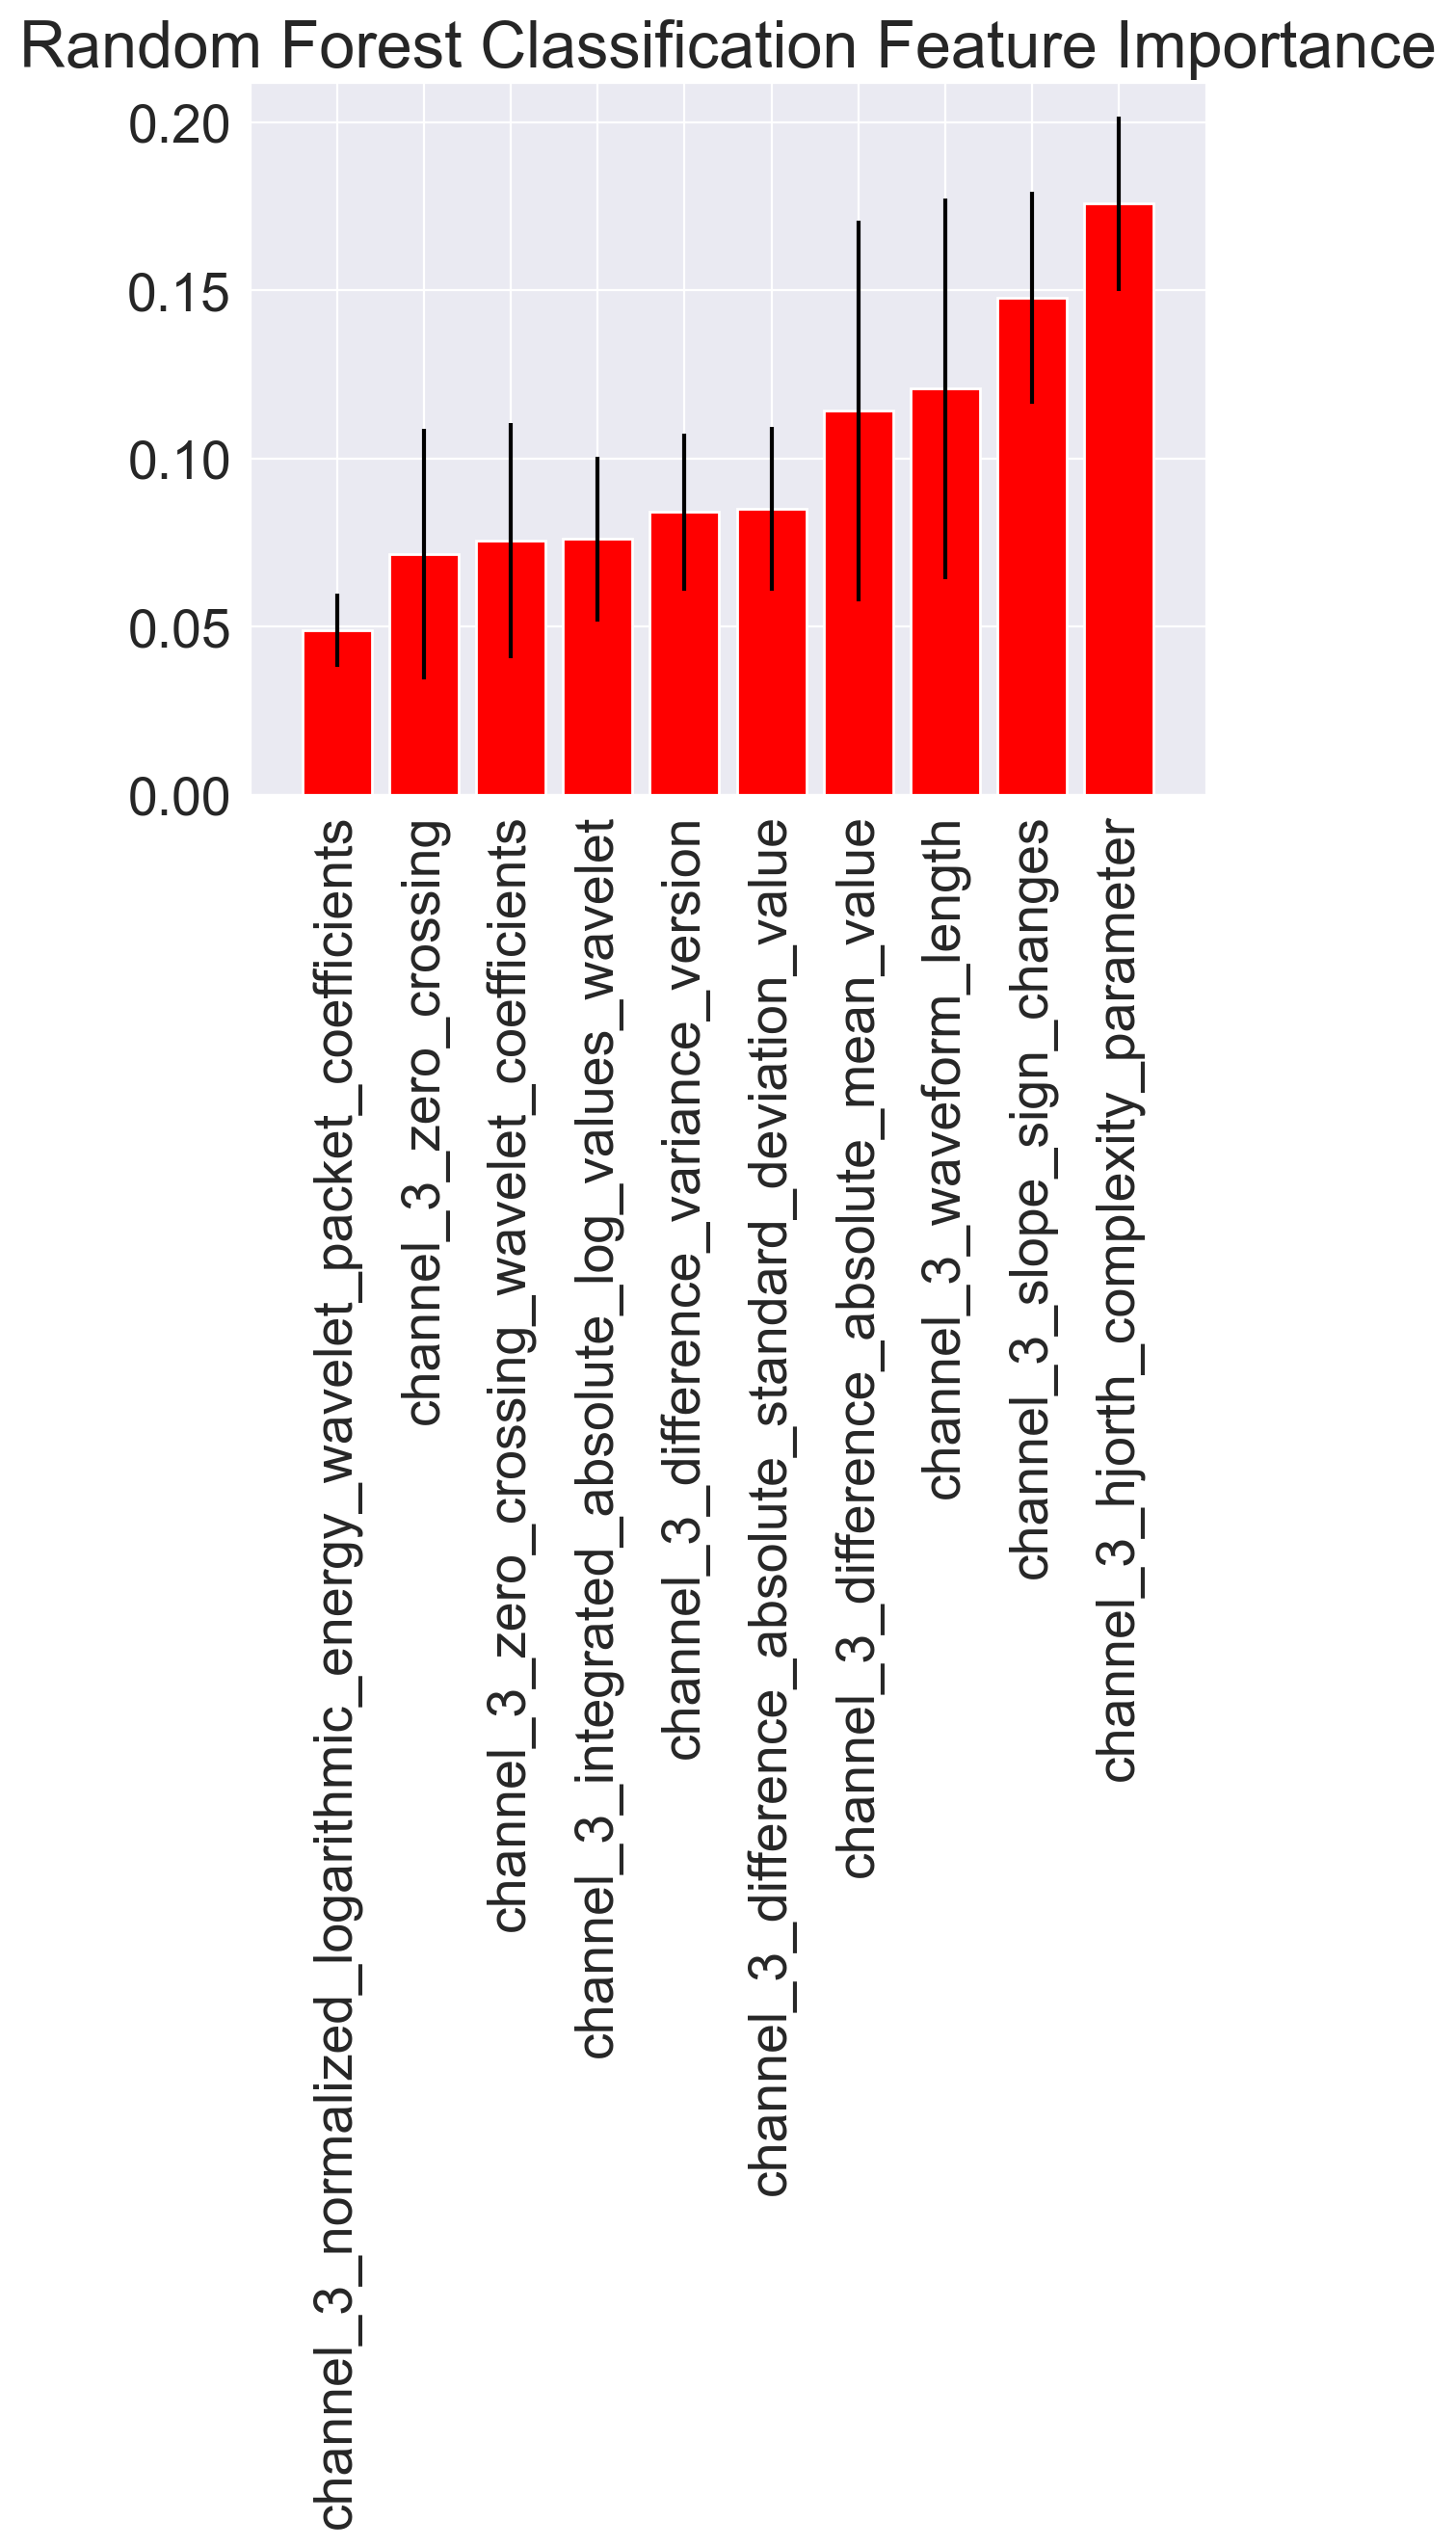 Random Forest Classification Feature Importance
0.20
0.15
0.10
0.05
0.00
channel_3_normalized_logarithmic_energy_wavelet_packet_coefficients
channel_3_zero_crossing
channel_3_zero_crossing_wavelet_coefficients
channel_3_integrated_absolute_log_values_wavelet
channel_3_difference_variance_version
channel_3_difference_absolute_standard_deviation_value
channel_3_difference_absolute_mean_value
channel_3_waveform_length
channel_3_slope_sign_changes
channel_3_hjorth_complexity_parameter